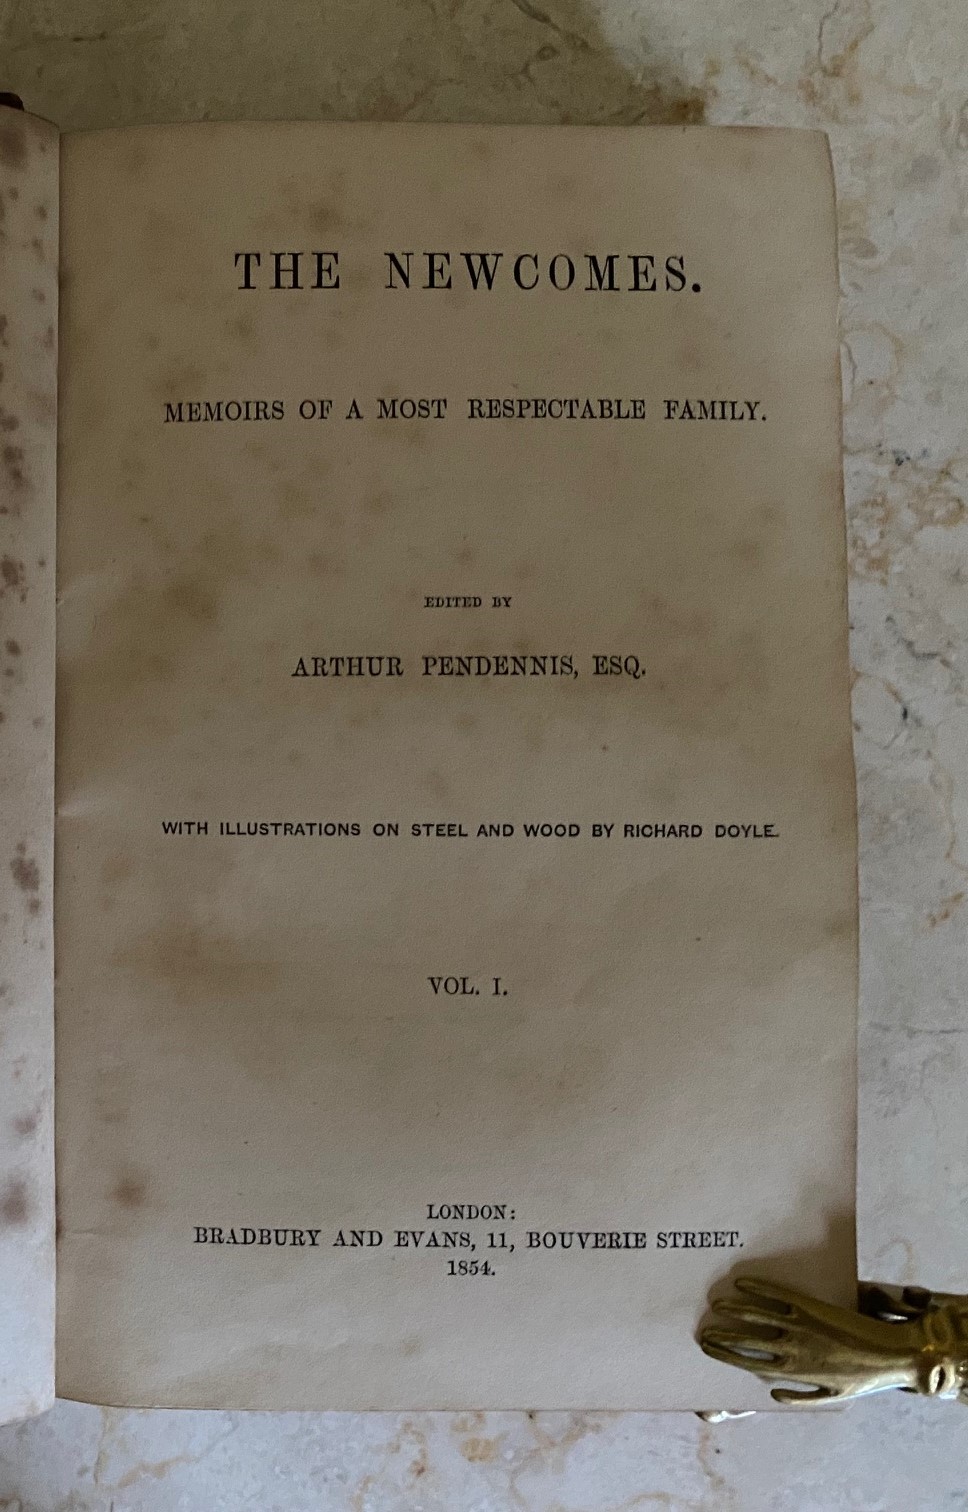 THE NEWCOMES.
MEMOIRS OF A MOST RESPECTABLE FAMILY.
EDITED BY
ARTHUR PENDENNIS, ESQ.
WITH ILLUSTRATIONS ON STEEL AND WOOD BY RICHARD DOYLE.
VOL. I.
LONDON:
BRADBURY AND EVANS, 11, BOUVERIE STREET.
1854.